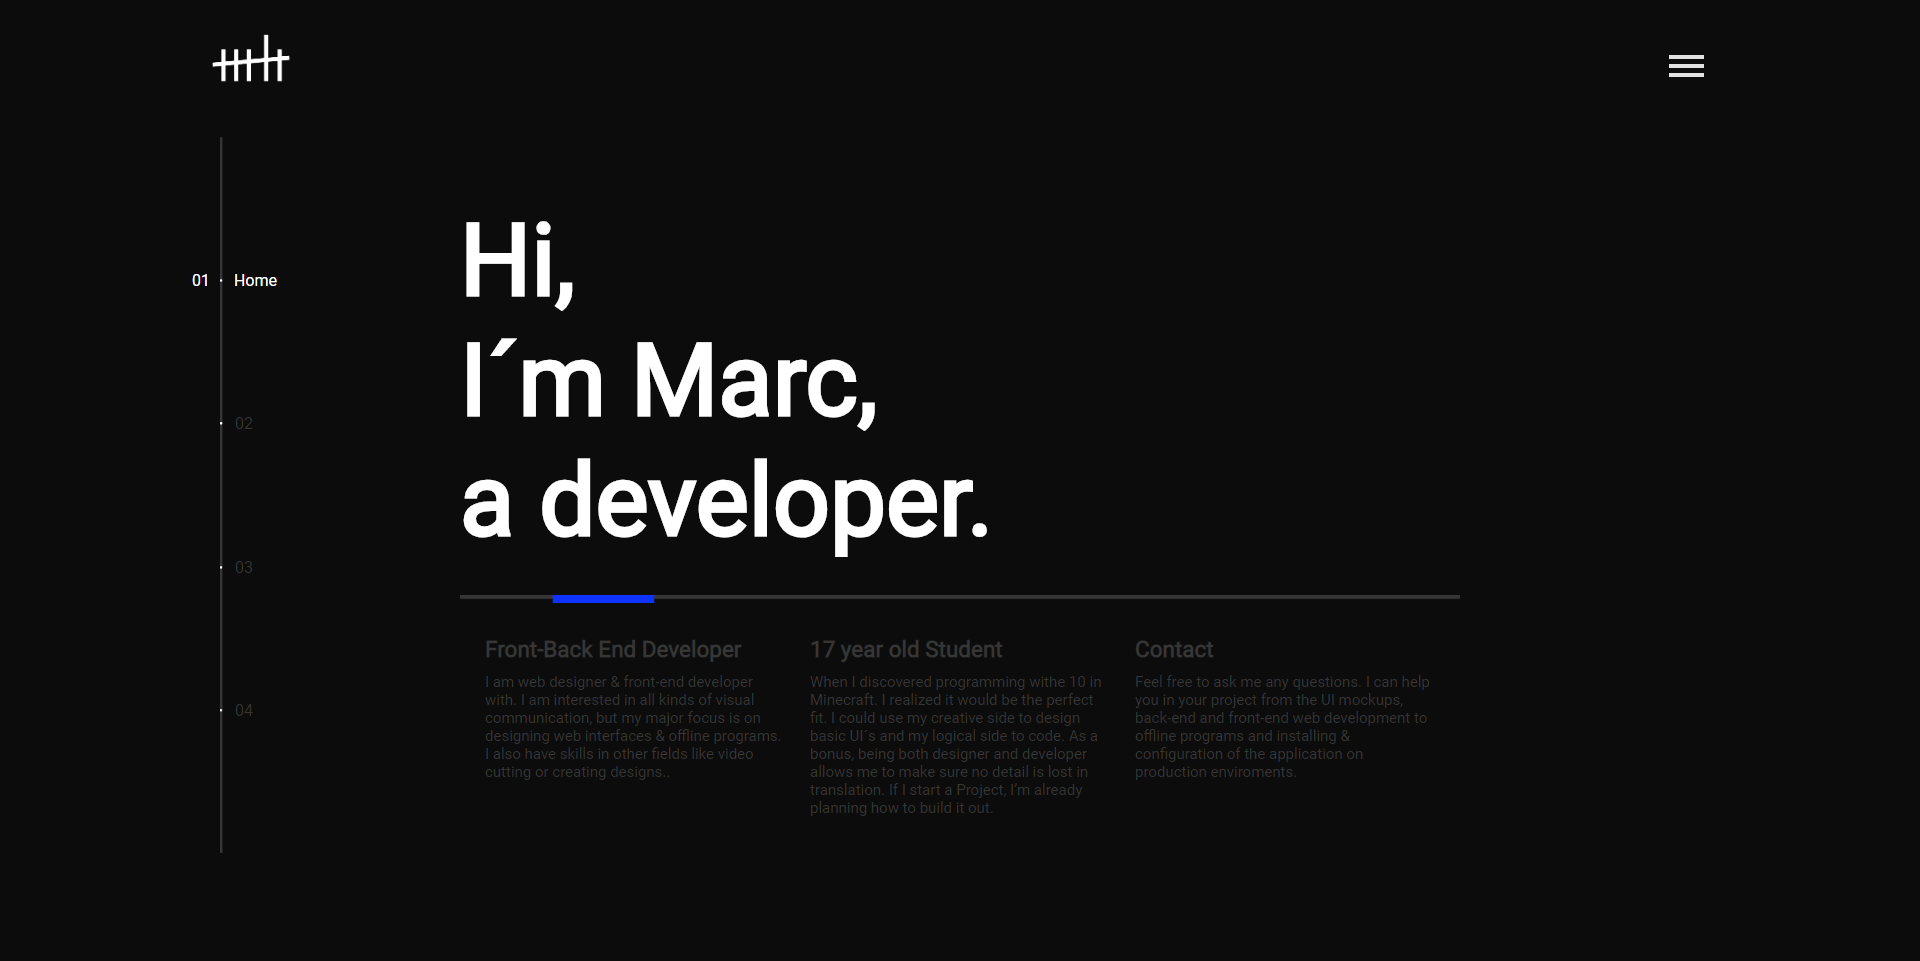 01 Home
Hi,
I´m Marc,
a developer.
02
03
04
Front-Back End Developer
I am web designer & front-end developer
with. I am interested in all kinds of visual
communication, but my major focus is on
designing web interfaces & offline programs.
I also have skills in other fields like video
cutting or creating designs..
17 year old Student
When I discovered programming withe 10 in
Minecraft. I realized it would be the perfect
fit. I could use my creative side to design
basic UI´s and my logical side to code. As a
bonus, being both designer and developer
allows me to make sure no detail is lost in
translation. If I start a Project, I'm already
planning how to build it out.
Contact
Feel free to ask me any questions. I can help
you in your project from the UI mockups,
back-end and front-end web development to
offline programs and installing &
configuration of the application on
production enviroments.